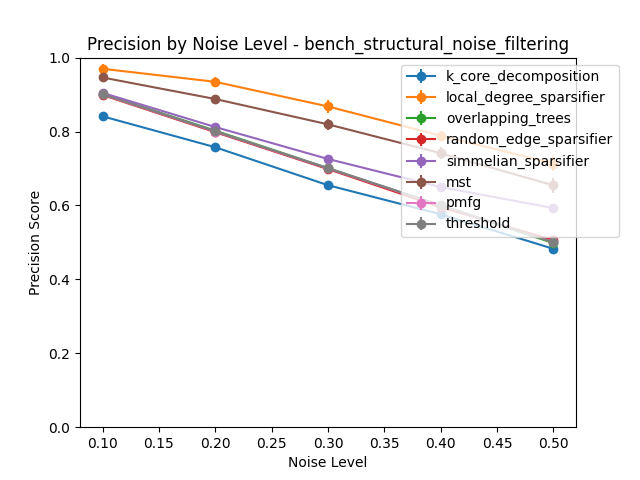 Precision by Noise Level - bench_structural_noise_filtering
k_core_decomposition
local_degree_sparsifier
overlapping_trees
random_edge_sparsifier
simmelian_sparsifier
mst
pmfg
threshold
Precision Score
1.0
0.8
0.6
0.4
0.2
0.0
0.10 0.15 0.20 0.25 0.30 0.35 0.40 0.45 0.50
Noise Level